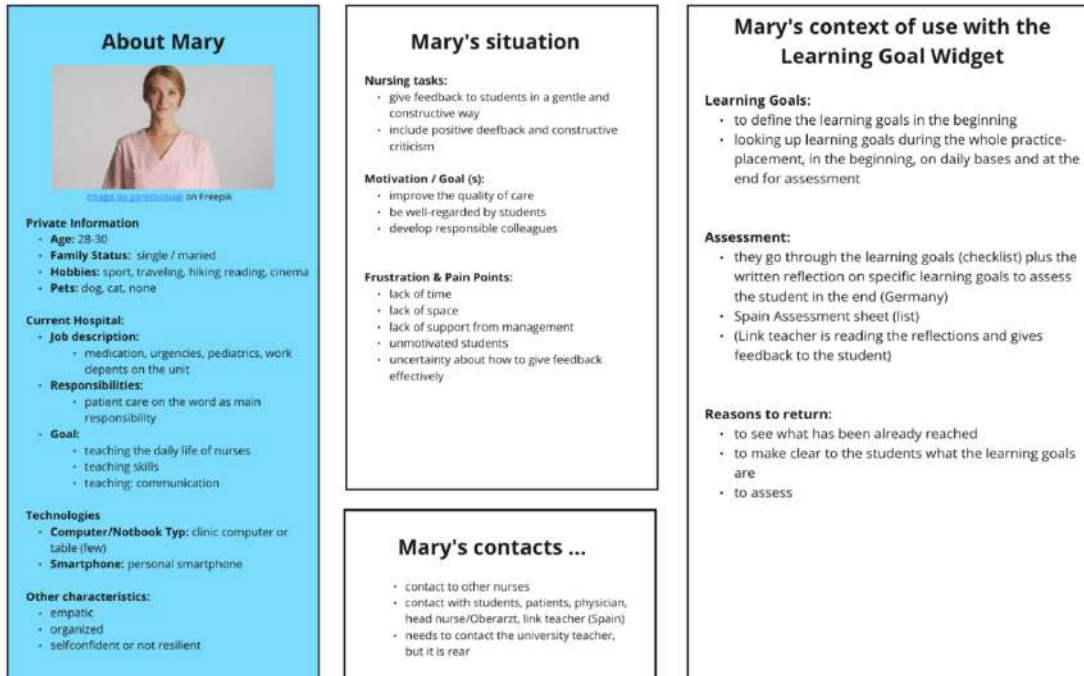 About Mary
Image by garetsvisual on Freepik
Private Information
• Age: 28-30
• Family Status: single / maried
• Hobbies: sport, traveling, hiking reading, cinema
• Pets: dog, cat, none
Current Hospital:
• Job description:
• medication, urgencies, pediatrics, work
depents on the unit
• Responsibilities:
• patient care on the word as main
responsibility
• Goal:
• teaching the daily life of nurses
• teaching skills
• teaching: communication
Technologies
• Computer/Notbook Typ: clinic computer or
table (few)
• Smartphone: personal smartphone
Other characteristics:
• empatic
• organized
• selfconfident or not resilient
Mary's situation
Nursing tasks:
• give feedback to students in a gentle and
constructive way
• include positive deefback and constructive
criticism
Motivation / Goal (s):
• improve the quality of care
• be well-regarded by students
• develop responsible colleagues
Frustration & Pain Points:
• lack of time
• lack of space
• lack of support from management
• unmotivated students
• uncertainty about how to give feedback
effectively
Mary's contacts ...
• contact to other nurses
• contact with students, patients, physician,
head nurse/Oberarzt, link teacher (Spain)
• needs to contact the university teacher,
but it is rear
Mary's context of use with the
Learning Goal Widget
Learning Goals:
• to define the learning goals in the beginning
• looking up learning goals during the whole practice-
placement, in the beginning, on daily bases and at the
end for assessment
Assessment:
• they go through the learning goals (checklist) plus the
written reflection on specific learning goals to assess
the student in the end (Germany)
• Spain Assessment sheet (list)
• (Link teacher is reading the reflections and gives
feedback to the student)
Reasons to return:
• to see what has been already reached
• to make clear to the students what the learning goals
are
• to assess